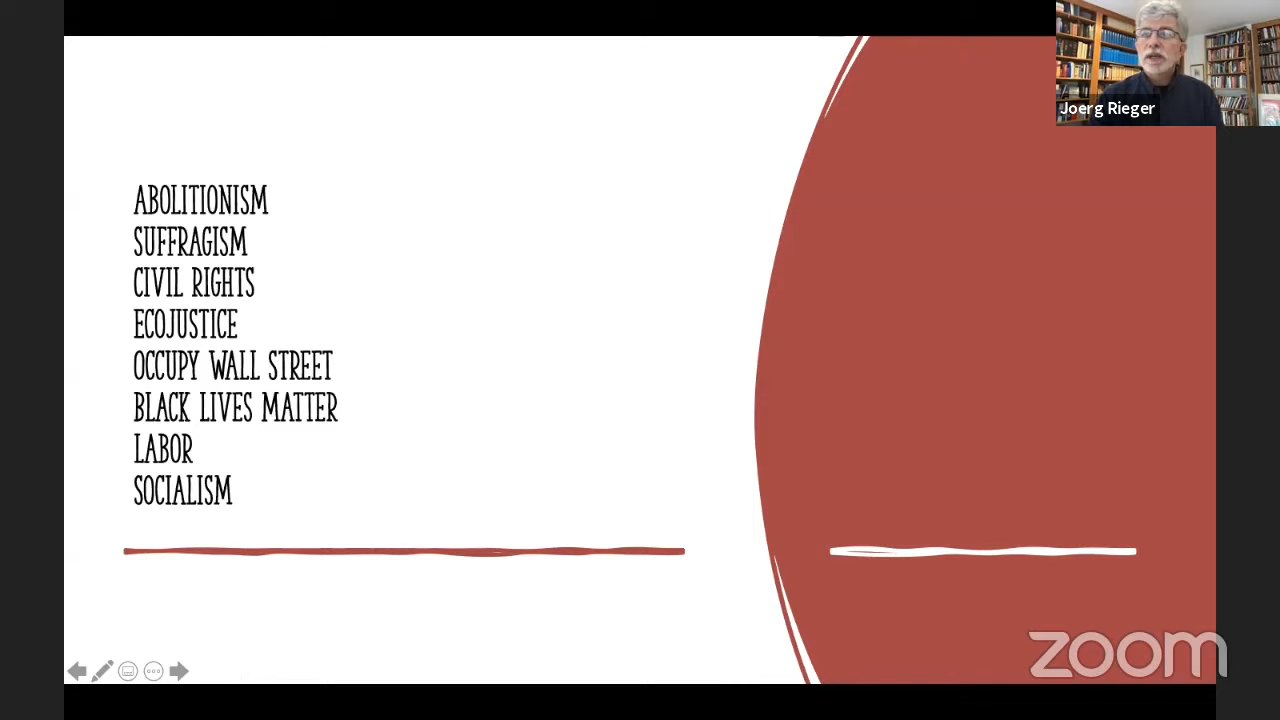 Joerg Rieger
ABOLITIONISM
SUFFRAGISM
CIVIL RIGHTS
ECOJUSTICE
OCCUPY WALL STREET
BLACK LIVES MATTER
LABOR
SOCIALISM
zoom